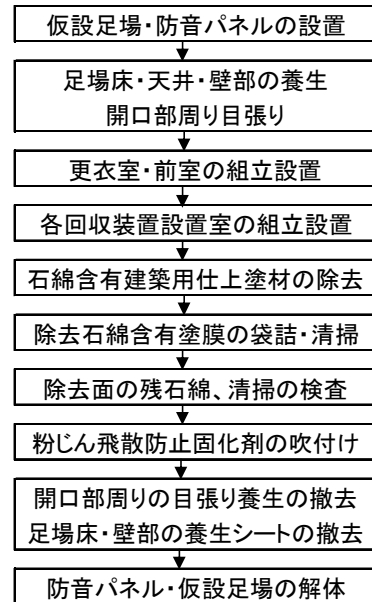 仮設足場・防音パネルの設置
足場床・天井・壁部の養生
開口部周り目張り
更衣室・前室の組立設置
各回収装置設置室の組立設置
石綿含有建築用仕上塗材の除去
除去石綿含有塗膜の袋詰・清掃
除去面の残石綿、清掃の検査
粉じん飛散防止固化剤の吹付け
開口部周りの目張り養生の撤去
足場床・壁部の養生シートの撤去
防音パネル・仮設足場の解体